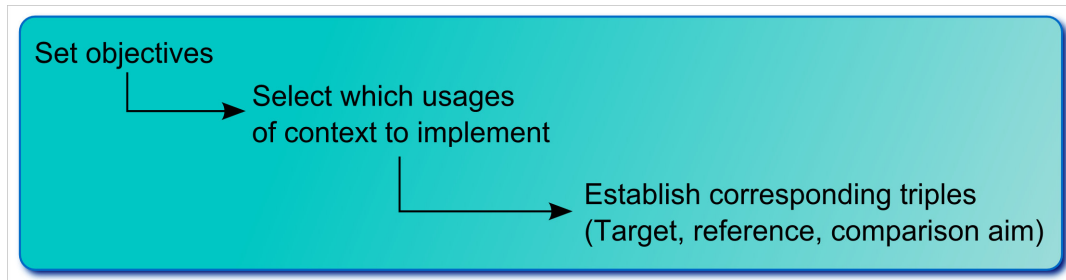 Set objectives
Select which usages
of context to implement
Establish corresponding triples
(Target, reference, comparison aim)